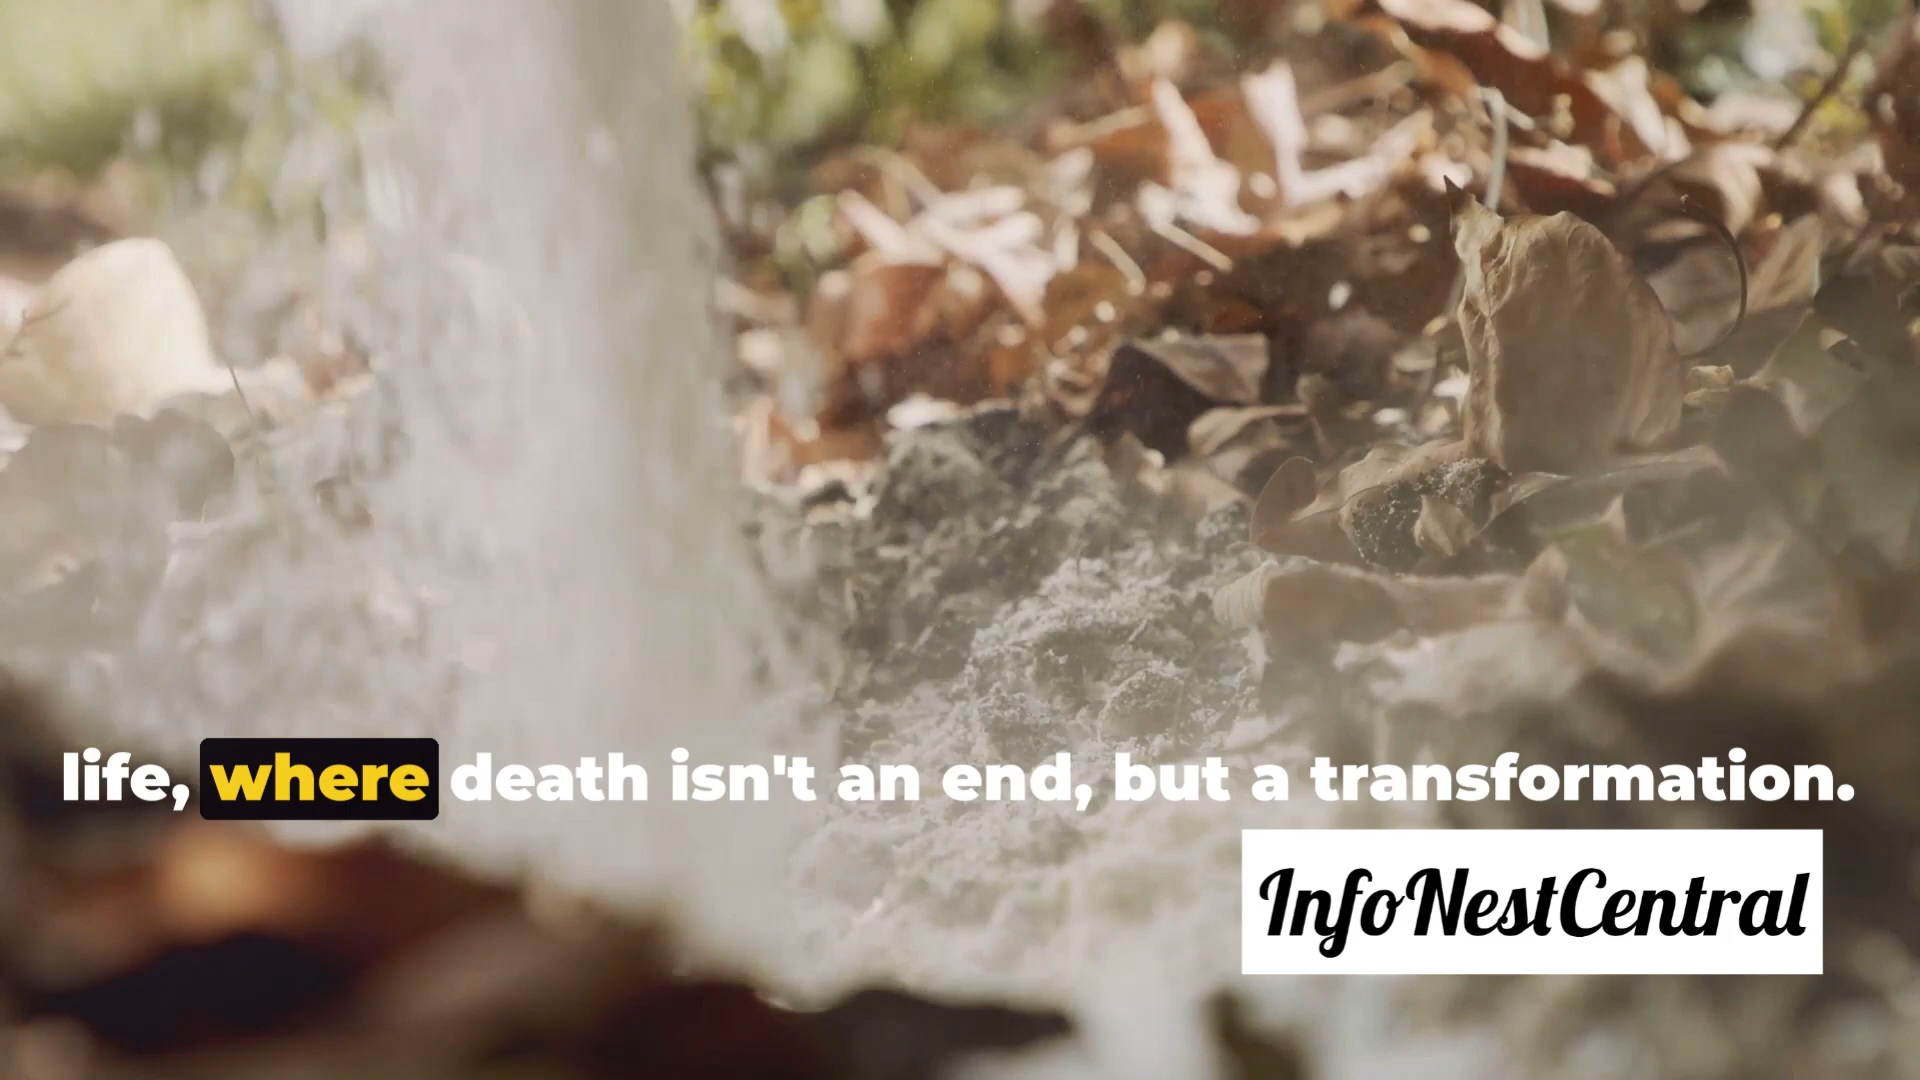 life, where death isn't an end, but a transformation.
InfoNestCentral